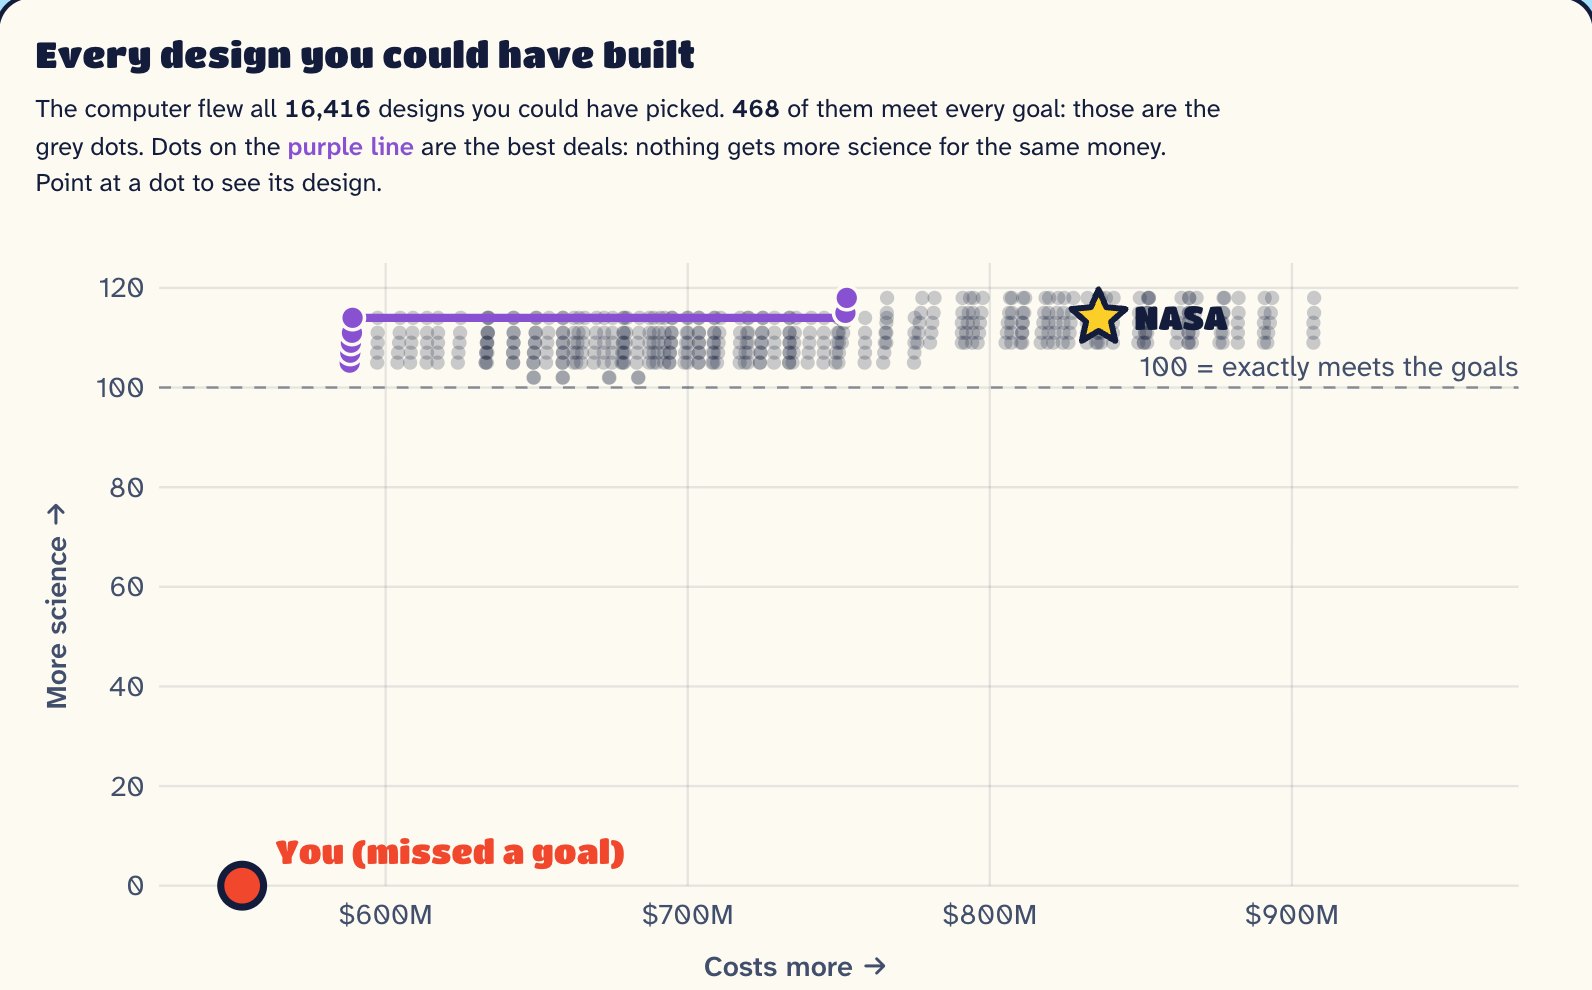 Every design you could have built
The computer flew all 16,416 designs you could have picked. 468 of them meet every goal: those are the
grey dots. Dots on the purple line are the best deals: nothing gets more science for the same money.
Point at a dot to see its design.
120
NASA
100 = exactly meets the goals
100
80
60
More science →
40
20
You (missed a goal)
0
$600M
$700M
$800M
$900M
Costs more →